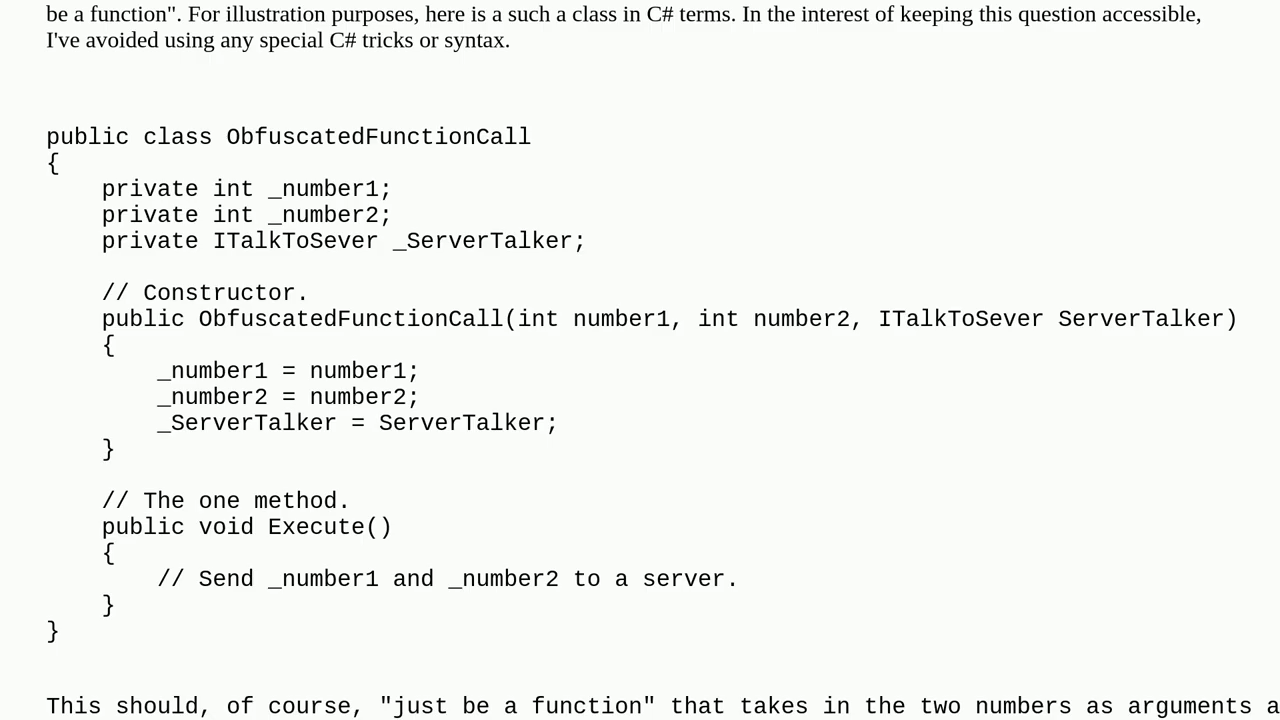 be a function". For illustration purposes, here is a such a class in C# terms. In the interest of keeping this question accessible,
I've avoided using any special C# tricks or syntax.
public class ObfuscatedFunctionCall
{
    private int _number1;
    private int _number2;
    private ITalkToSever _ServerTalker;
    // Constructor.
    public ObfuscatedFunctionCall(int number1, int number2, ITalkToSever ServerTalker)
    {
        _number1 = number1;
        _number2 = number2;
        _ServerTalker = ServerTalker;
    }
    // The one method.
    public void Execute()
    {
        // Send _number1 and _number2 to a server.
    }
}
This should, of course, "just be a function" that takes in the two numbers as arguments a